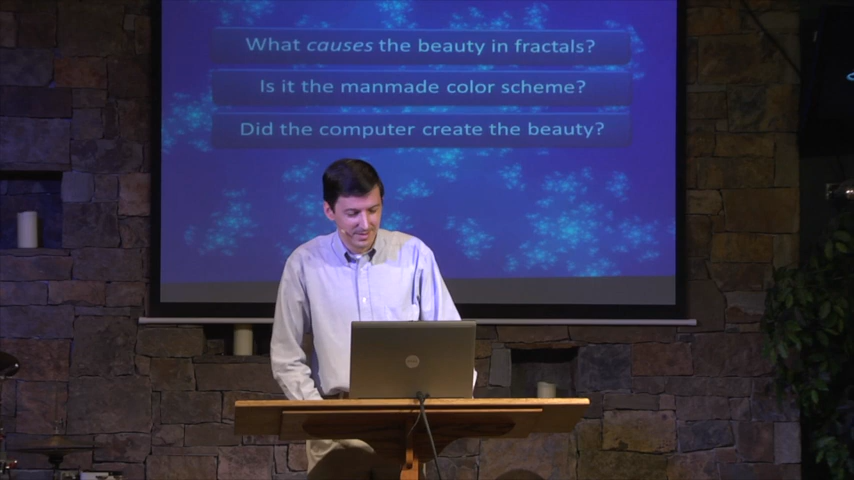 What causes the beauty in fractals?
Is it the manmade color scheme?
Did the computer create the beauty?